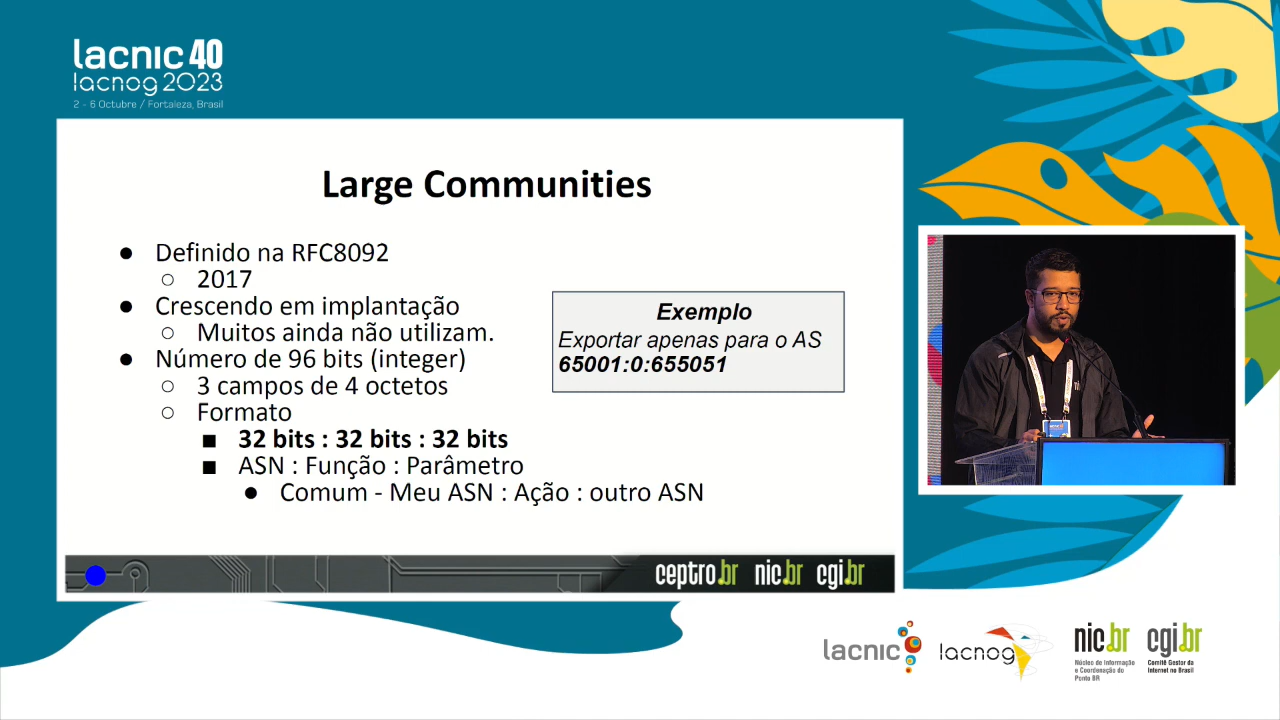 lacnic 40
lacnog 2023
2 - 6 Octubre / Fortaleza, Brasil
Large Communities
● Definido na RFC8092
○ 2017
● Crescendo em implantação
○ Muitos ainda não utilizam.
● Número de 96 bits (integer)
○ 3 campos de 4 octetos
○ Formato
■ 32 bits : 32 bits : 32 bits
■ ASN : Função : Parâmetro
● Comum - Meu ASN : Ação : outro ASN
Exemplo
Exportar apenas para o AS
65001:0:655051
ceptro.br nic.br cgi.br
lacnic
lacnog
nic.br
Núcleo de Informação
e Coordenação do
Ponto BR
cgi.br
Comitê Gestor da
Internet no Brasil